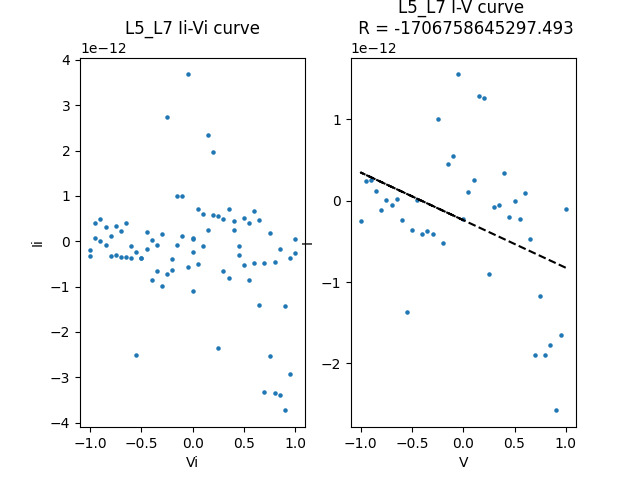 L5_L7 Ii-Vi curve
1e−12
4
3
2
1
0
−1
−2
−3
−4
Ii
−1.0 −0.5 0.0 0.5 1.0
Vi
L5_L7 I-V curve
R = -1706758645297.493
1e−12
1
0
−1
−2
I
−1.0 −0.5 0.0 0.5 1.0
V